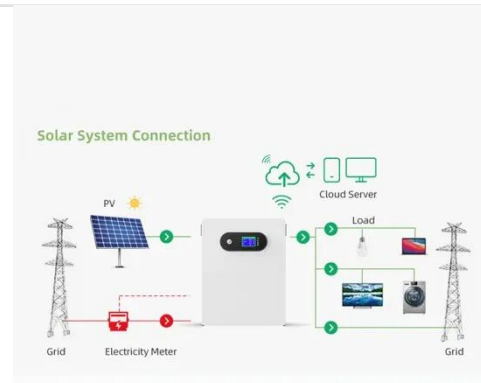 Solar System Connection
Cloud Server
PV
Load
Grid
Electricity Meter
Grid